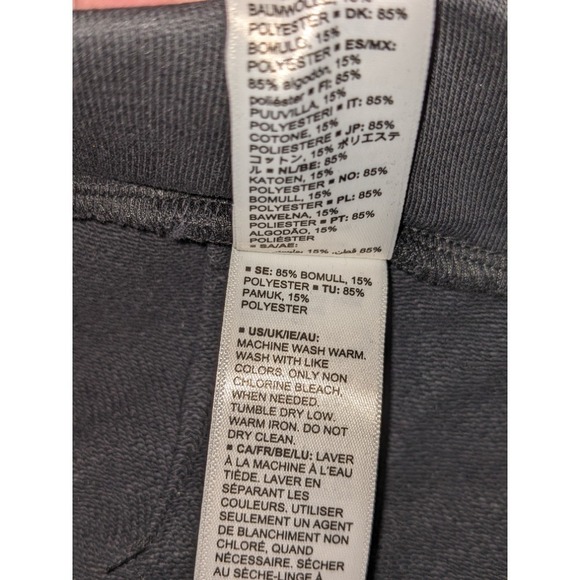 BAUMWOLLE, 15%
POLYESTER ▪ DK: 85%
BOMULD, 15%
POLYESTER ▪ ES/MX:
85% algodón, 15%
poliéster ▪ FI: 85%
PUUVILLA, 15%
POLYESTERI ▪ IT: 85%
COTONE, 15%
POLIESTERE ▪ JP: 85%
コットン, 15% ポリエステ
ル ▪ NL/BE: 85%
KATOEN, 15%
POLYESTER ▪ NO: 85%
BOMULL, 15%
POLYESTER ▪ PL: 85%
BAWEŁNA, 15%
POLIESTER ▪ PT: 85%
ALGODÃO, 15%
POLIÉSTER
▪ SA/AE:
▪ SE: 85% BOMULL, 15%
POLYESTER ▪ TU: 85%
PAMUK, 15%
POLYESTER
▪ US/UK/IE/AU:
MACHINE WASH WARM.
WASH WITH LIKE
COLORS. ONLY NON
CHLORINE BLEACH,
WHEN NEEDED.
TUMBLE DRY LOW.
WARM IRON. DO NOT
DRY CLEAN.
▪ CA/FR/BE/LU: LAVER
À LA MACHINE À L'EAU
TIÈDE. LAVER EN
SÉPARANT LES
COULEURS. UTILISER
SEULEMENT UN AGENT
DE BLANCHIMENT NON
CHLORÉ, QUAND
NÉCESSAIRE. SÉCHER
AU SÈCHE-LINGE À